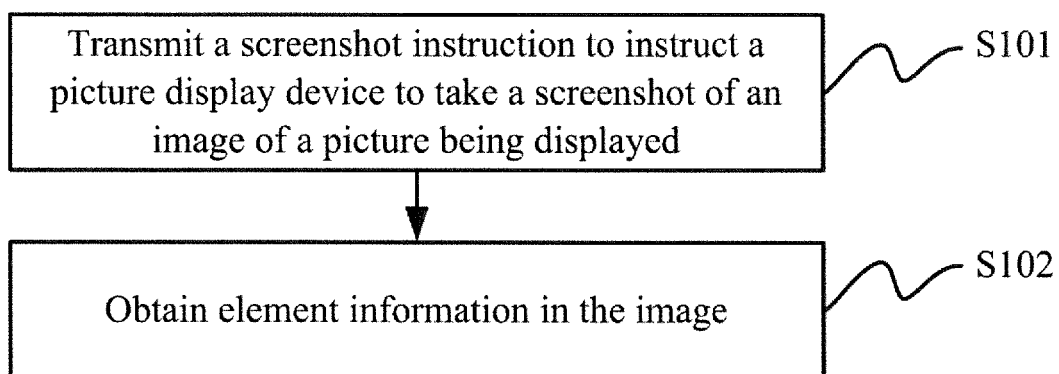 Transmit a screenshot instruction to instruct a
picture display device to take a screenshot of an
image of a picture being displayed
S101
Obtain element information in the image
S102